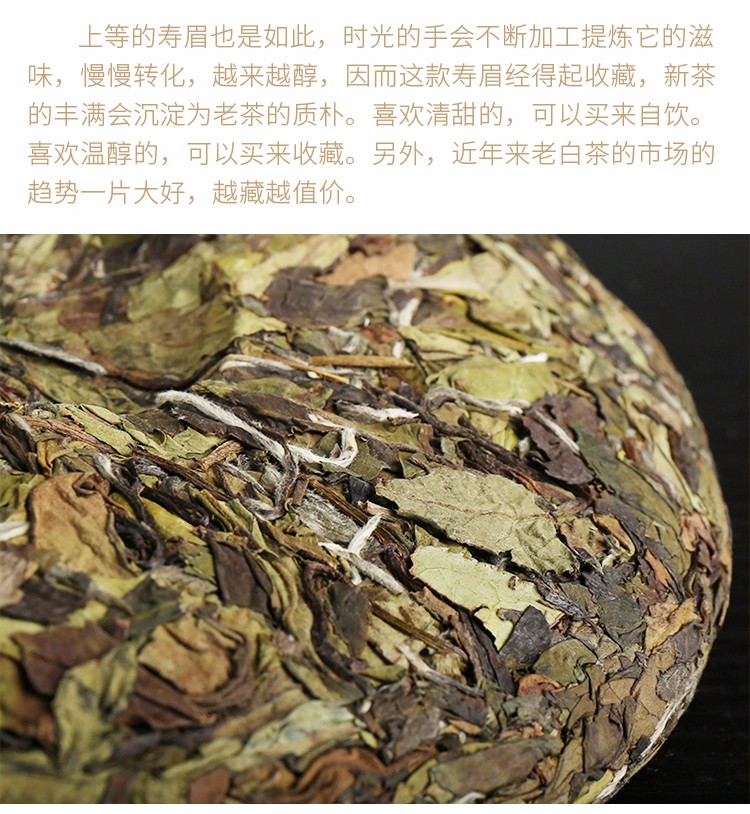 上等的寿眉也是如此，时光的手会不断加工提炼它的滋
味，慢慢转化，越来越醇，因而这款寿眉经得起收藏，新茶
的丰满会沉淀为老茶的质朴。喜欢清甜的，可以买来自饮。
喜欢温醇的，可以买来收藏。另外，近年来老白茶的市场的
趋势一片大好，越藏越值价。